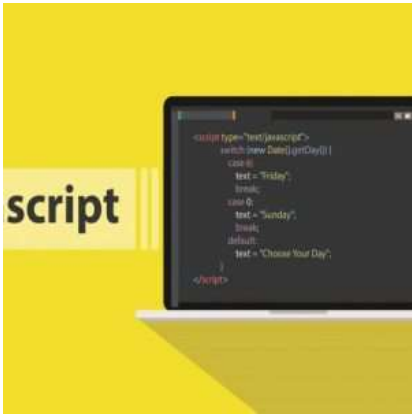 script
<script type="text/javascript">
switch (new Date().getDay()) {
case 6:
text = "Friday";
break;
case 0:
text = "Sunday";
break;
default:
text = "Choose Your Day";
}
</script>